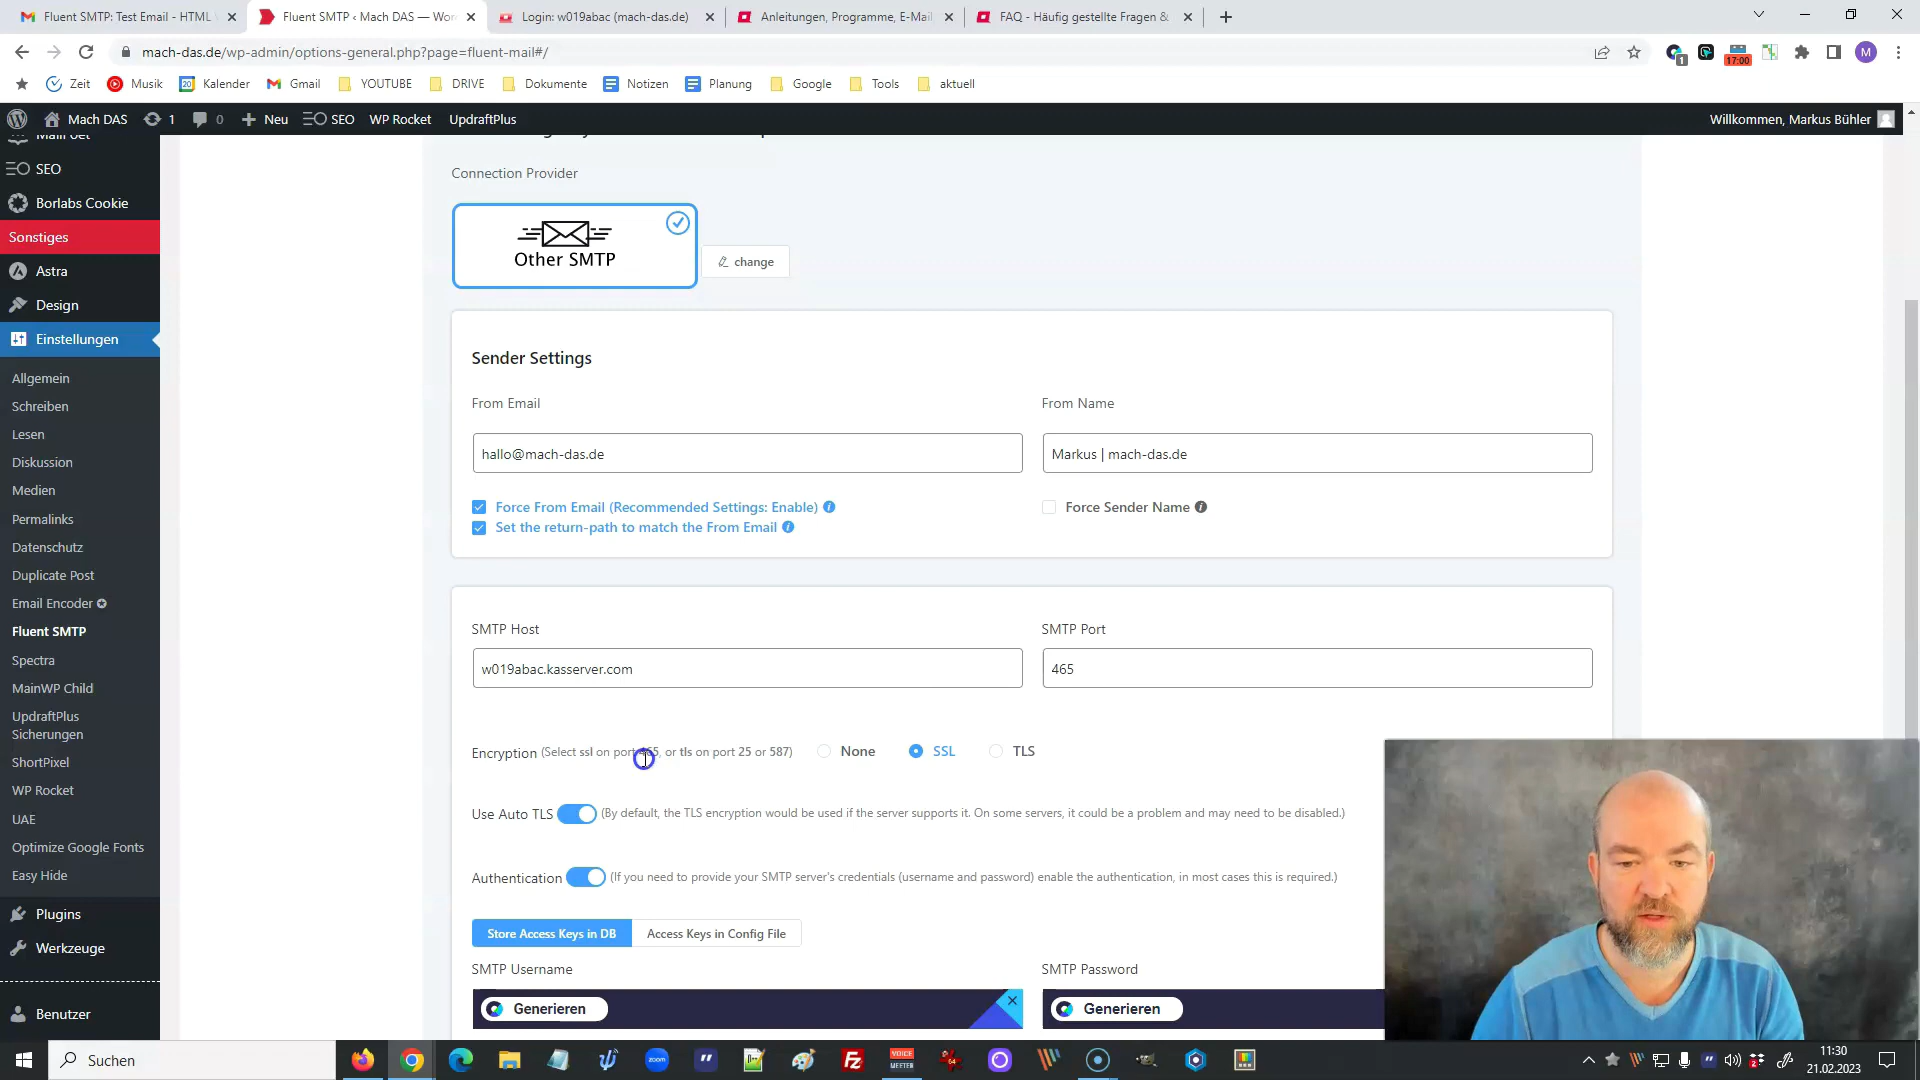 Fluent SMTP: Test Email - HTML
Fluent SMTP ‹ Mach DAS — Wor
Login: w019abac (mach-das.de)
Anleitungen, Programme, E-Mail
FAQ - Häufig gestellte Fragen &
mach-das.de/wp-admin/options-general.php?page=fluent-mail#/
1
17:00
M
Zeit
Musik
20
Kalender
Gmail
YOUTUBE
DRIVE
Dokumente
Notizen
Planung
Google
Tools
aktuell
Mach DAS
1
0
Neu
SEO
WP Rocket
UpdraftPlus
Willkommen, Markus Bühler
SEO
Borlabs Cookie
Sonstiges
Astra
Design
Einstellungen
Allgemein
Schreiben
Lesen
Diskussion
Medien
Permalinks
Datenschutz
Duplicate Post
Email Encoder
Fluent SMTP
Spectra
MainWP Child
UpdraftPlus
Sicherungen
ShortPixel
WP Rocket
UAE
Optimize Google Fonts
Easy Hide
Plugins
Werkzeuge
Benutzer
Connection Provider
Other SMTP
change
Sender Settings
From Email
From Name
hallo@mach-das.de
Markus | mach-das.de
Force From Email (Recommended Settings: Enable)
Force Sender Name
Set the return-path to match the From Email
SMTP Host
SMTP Port
w019abac.kasserver.com
465
Encryption (Select ssl on port 465, or tls on port 25 or 587)
None
SSL
TLS
Use Auto TLS
(By default, the TLS encryption would be used if the server supports it. On some servers, it could be a problem and may need to be disabled.)
Authentication
(If you need to provide your SMTP server's credentials (username and password) enable the authentication, in most cases this is required.)
Store Access Keys in DB
Access Keys in Config File
SMTP Username
SMTP Password
Generieren
Generieren
Suchen
zoom
VOICE
MEETER
11:30
21.02.2023